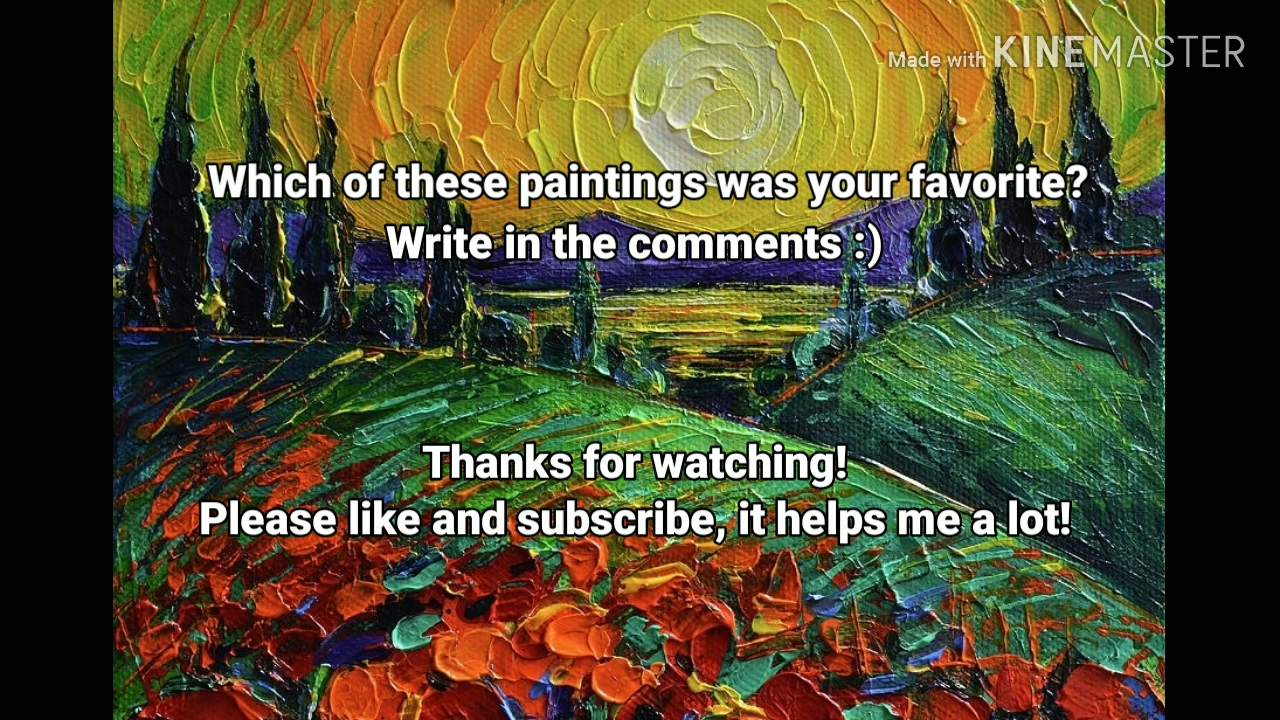 Made with KINEMASTER
Which of these paintings was your favorite?
Write in the comments :)
Thanks for watching!
Please like and subscribe, it helps me a lot!